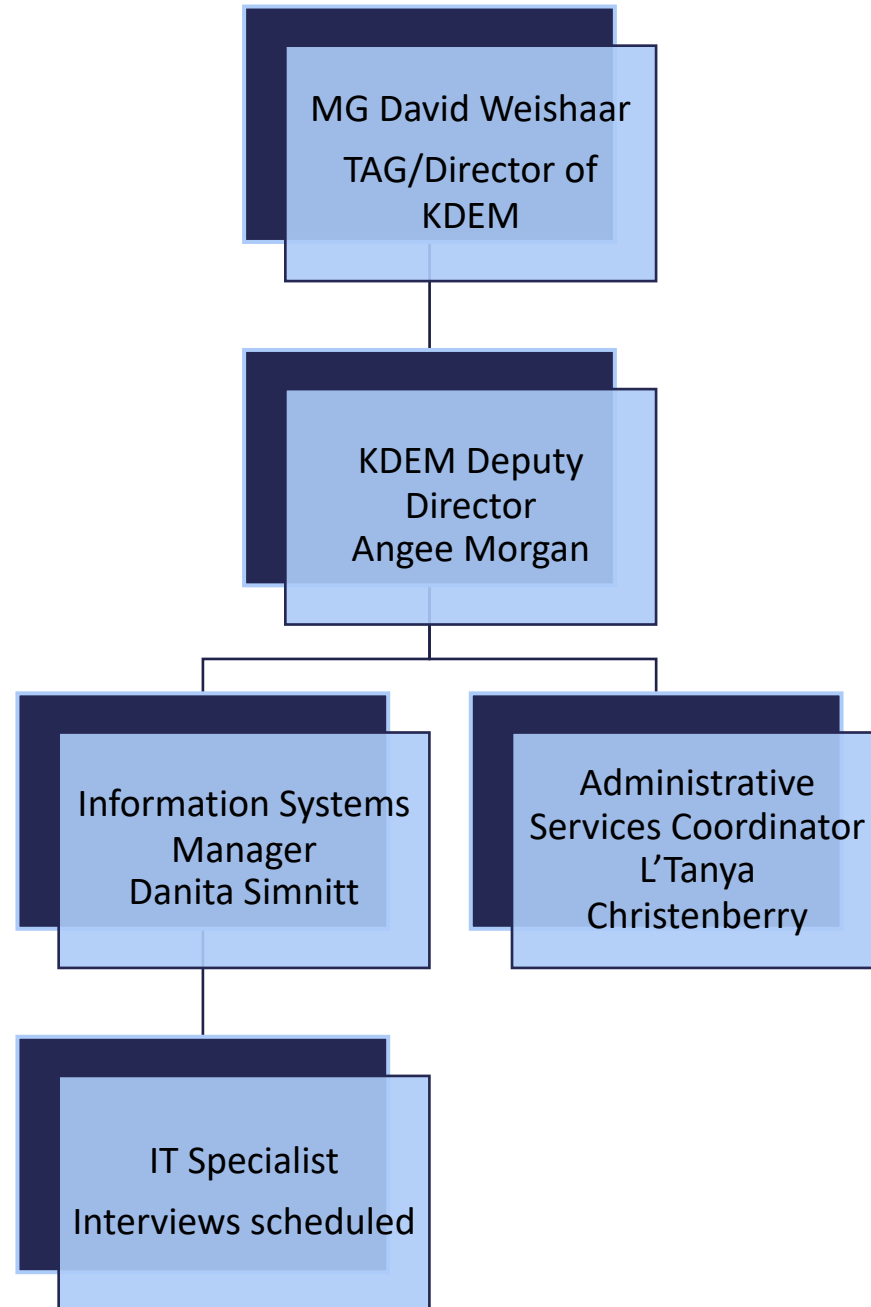 MG David Weishaar
TAG/Director of
KDEM
KDEM Deputy
Director
Angee Morgan
Information Systems
Manager
Danita Simnitt
Administrative
Services Coordinator
L’Tanya
Christenberry
IT Specialist
Interviews scheduled